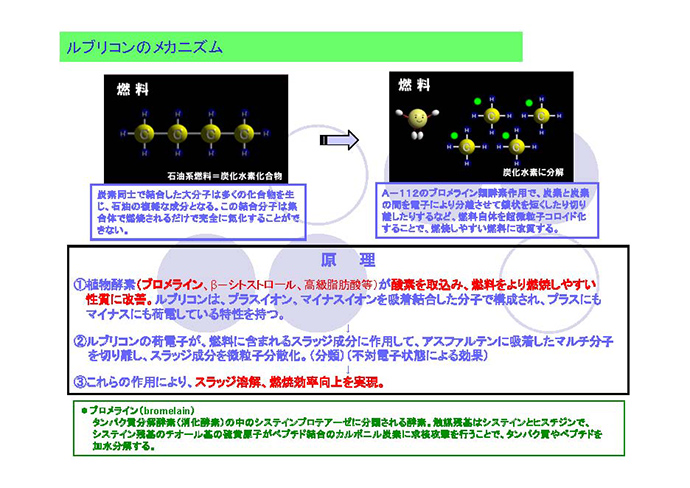 ルブリコンのメカニズム
燃料
H H H H
H C C C C H
H H H H
石油系燃料=炭化水素化合物
燃料
H H
H C H H C H
H H
H H
H C H H C H
H H
炭化水素に分解
炭素同士で結合した大分子は多くの化合物を生
じ、石油の複雑な成分となる。この結合分子は集
合体で燃焼されるだけで完全に気化することがで
きない。
A-112のブロメライン類酵素作用で、炭素と炭素
の間を電子により分離させて鎖状を短くしたり切り
離したりするなど、燃料自体を超微粒子コロイド化
することで、燃焼しやすい燃料に改質する。
原 理
①植物酵素(ブロメライン、β-シトストロール、高級脂肪酸等)が酸素を取込み、燃料をより燃焼しやすい
性質に改善。ルブリコンは、プラスイオン、マイナスイオンを吸着結合した分子で構成され、プラスにも
マイナスにも荷電している特性を持つ。
↓
②ルブリコンの荷電子が、燃料に含まれるスラッジ成分に作用して、アスファルテンに吸着したマルチ分子
を切り離し、スラッジ成分を微粒子分散化。(分類)(不対電子状態による効果)
↓
③これらの作用により、スラッジ溶解、燃焼効率向上を実現。
●ブロメライン(bromelain)
タンパク質分解酵素(消化酵素)の中のシステインプロテアーゼに分類される酵素。触媒残基はシステインとヒスチジンで、
システイン残基のチオール基の硫黄原子がペプチド結合のカルボニル炭素に求核攻撃を行うことで、タンパク質やペプチドを
加水分解する。